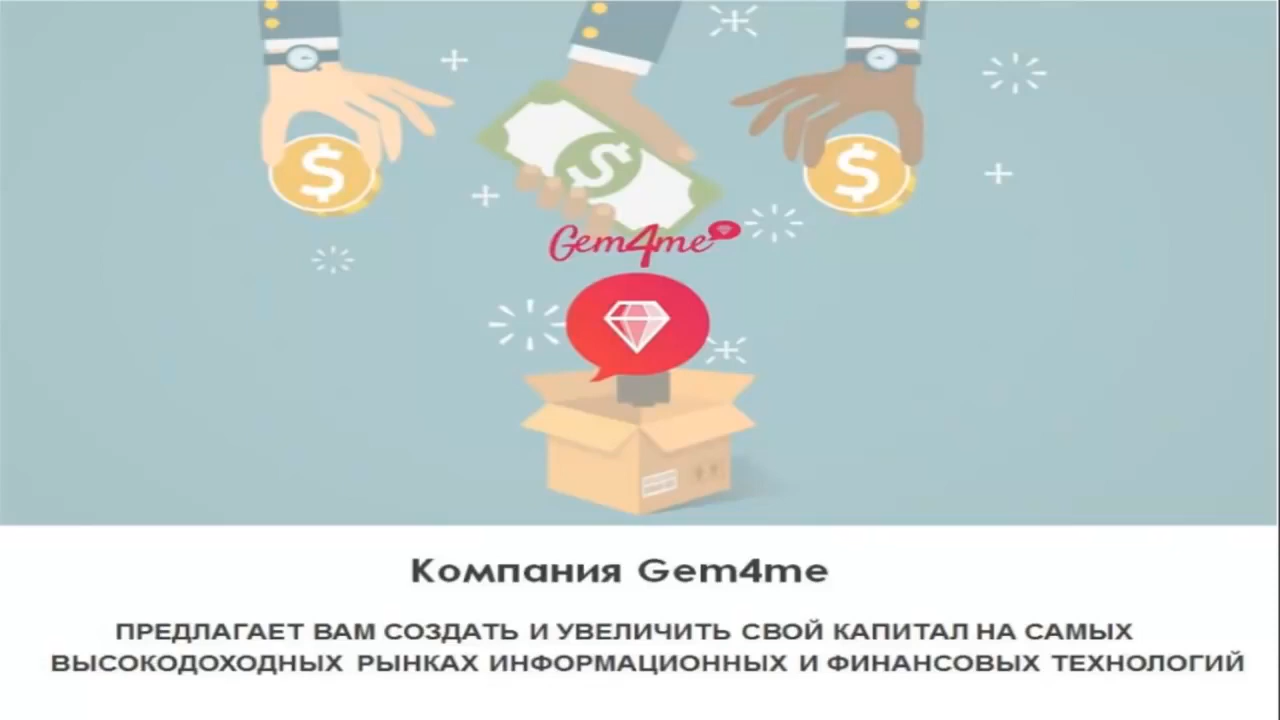 Gem4me
Компания Gem4me
ПРЕДЛАГАЕТ ВАМ СОЗДАТЬ И УВЕЛИЧИТЬ СВОЙ КАПИТАЛ НА САМЫХ
ВЫСОКОДОХОДНЫХ РЫНКАХ ИНФОРМАЦИОННЫХ И ФИНАНСОВЫХ ТЕХНОЛОГИЙ